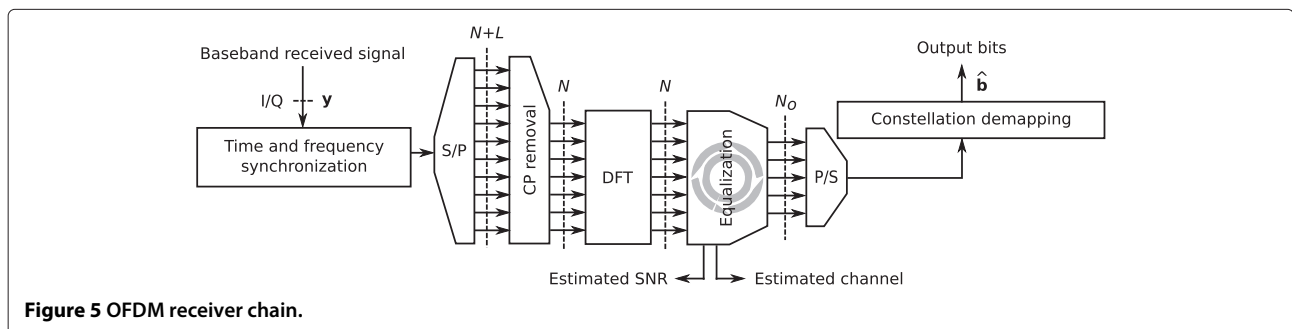 Baseband received signal
I/Q
y
Time and frequency
synchronization
S/P
N+L
CP removal
N
DFT
N
Equalization
Estimated SNR
Estimated channel
N_O
P/S
Constellation demapping
b̂
Output bits
Figure 5 OFDM receiver chain.